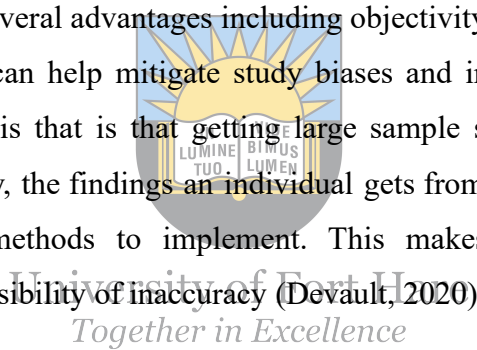 veral advantages including objectivity
can help mitigate study biases and in
is that is that getting large sample s
LUMINE BIMUS
TUO LUMEN
y, the findings an individual gets from
methods to implement. This makes
University of Fort Hare
sibility of inaccuracy (Devault, 2020)
Together in Excellence